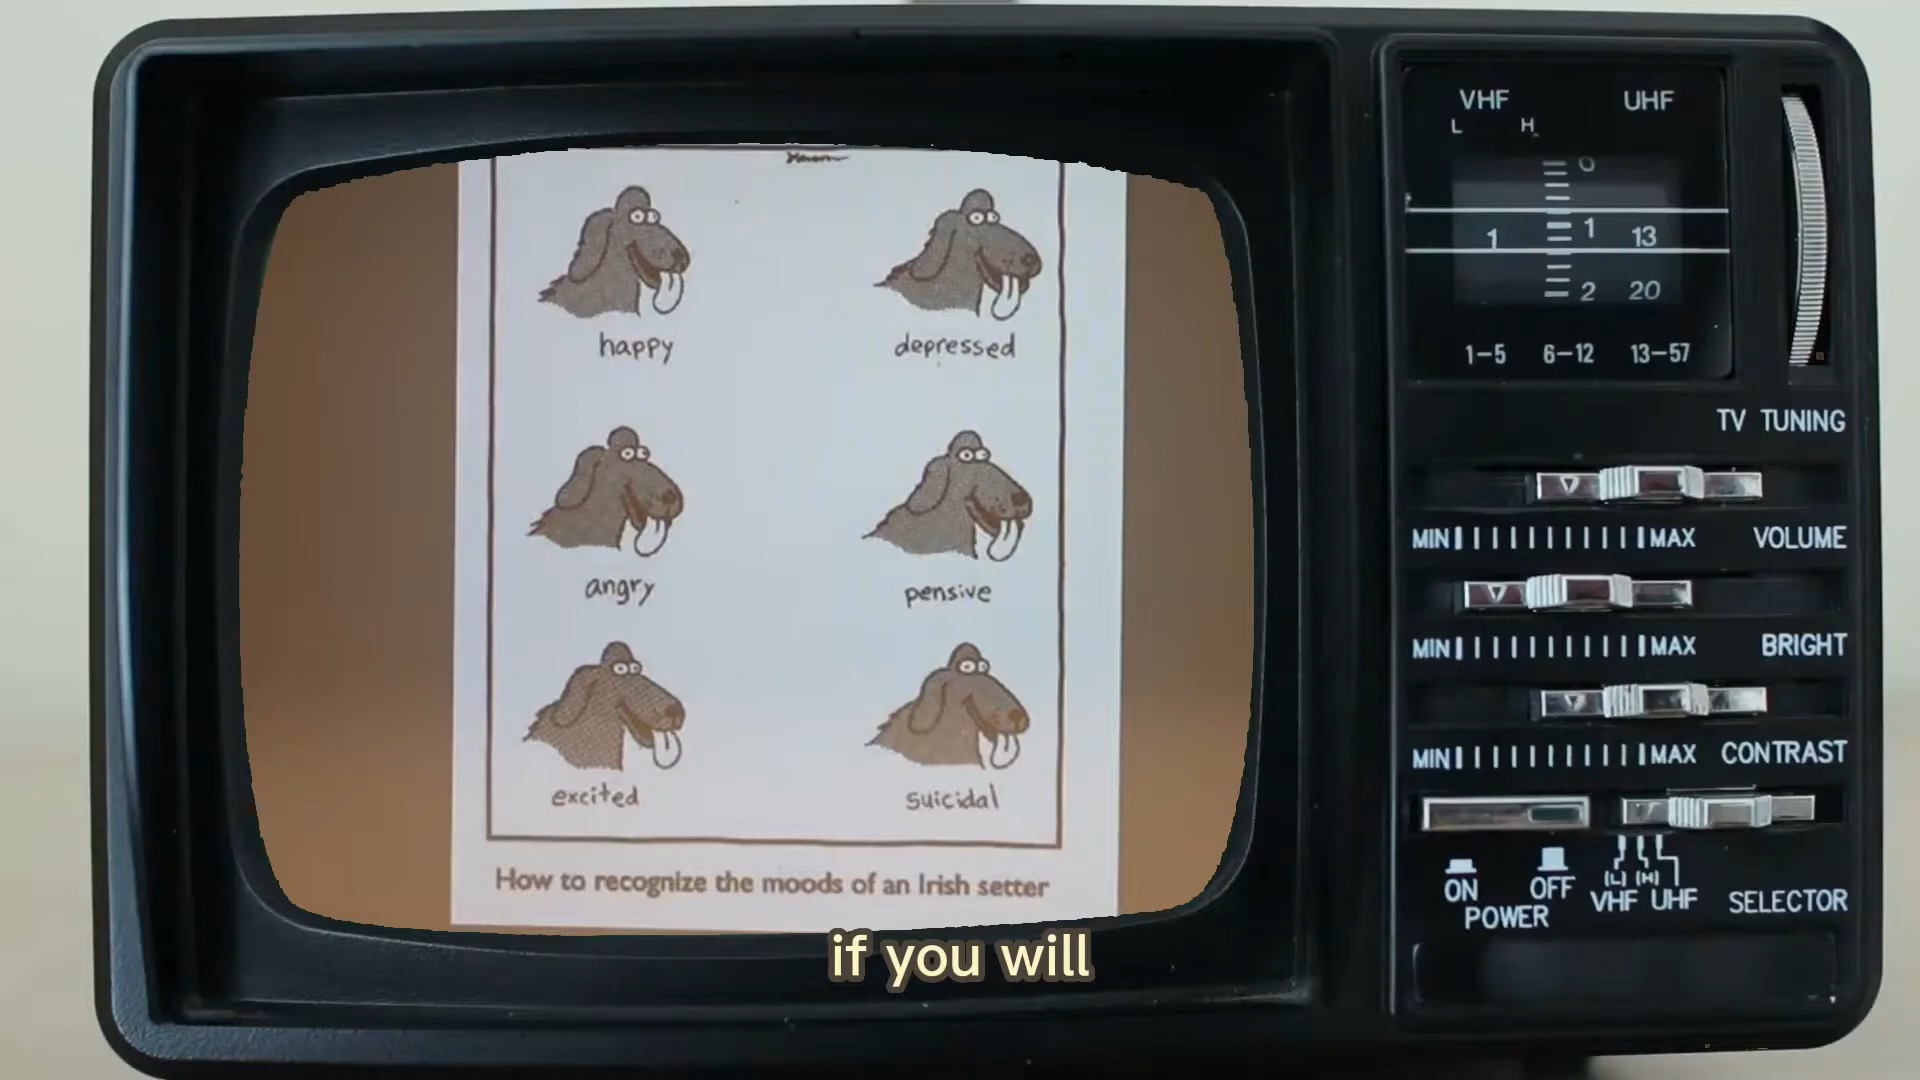 happy
depressed
angry
pensive
excited
suicidal
How to recognize the moods of an Irish setter
if you will
VHF UHF
L H
0
1 1 13
2 20
1-5 6-12 13-57
TV TUNING
MIN MAX VOLUME
MIN MAX BRIGHT
MIN MAX CONTRAST
ON OFF
POWER
(L) (H)
VHF UHF
SELECTOR